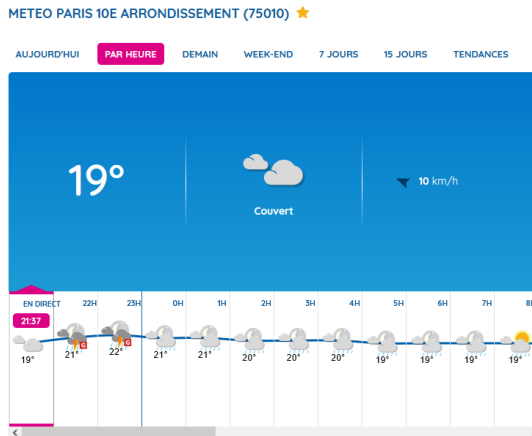 METEO PARIS 10E ARRONDISSEMENT (75010)
AUJOURD'HUI PAR HEURE DEMAIN WEEK-END 7 JOURS 15 JOURS TENDANCES
19°
Couvert
10 km/h
EN DIRECT 22H 23H 0H 1H 2H 3H 4H 5H 6H 7H
21:37
G G
19° 21° 22° 21° 21° 20° 20° 20° 19° 19° 19° 19°